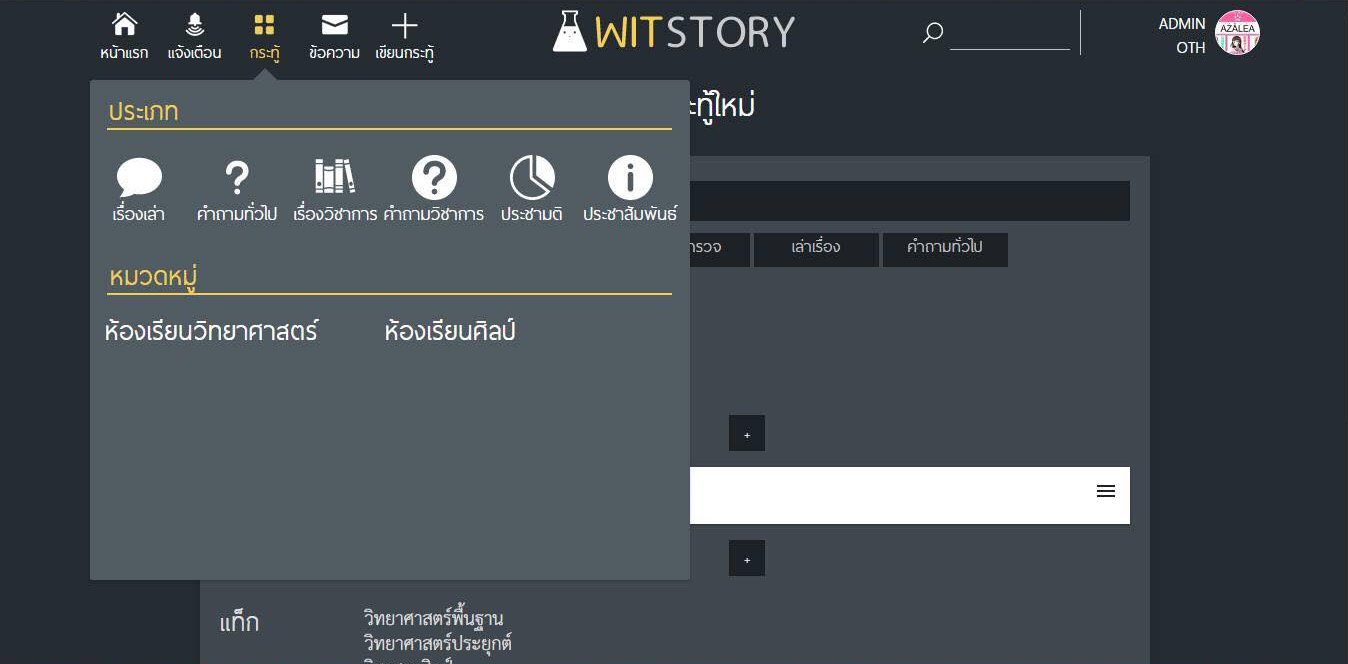 หน้าแรก แจ้งเตือน กระทู้ ข้อความ เขียนกระทู้
WITSTORY
ADMIN
OTH
AZALEA
ประเภท
เรื่องเล่า คำถามทั่วไป เรื่องวิชาการ คำถามวิชาการ ประชามติ ประชาสัมพันธ์
หมวดหมู่
ห้องเรียนวิทยาศาสตร์ ห้องเรียนศิลป์
ะทู้ใหม่
เล่าเรื่อง คำถามทั่วไป
+
+
แท็ก
วิทยาศาสตร์พื้นฐาน
วิทยาศาสตร์ประยุกต์